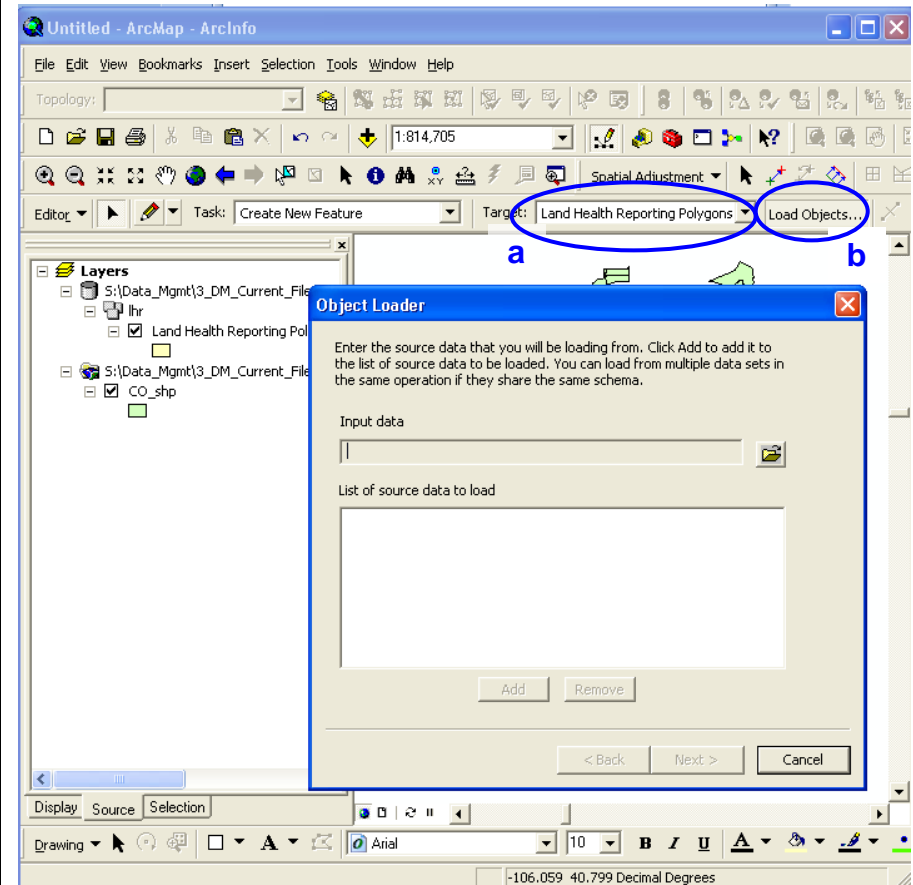 Untitled - ArcMap - ArcInfo
File Edit View Bookmarks Insert Selection Tools Window Help
Topology:
1:814,705
Spatial Adjustment
Editor Task: Create New Feature Target: Land Health Reporting Polygons Load Objects...
a b
Layers
S:\Data_Mgmt\3_DM_Current_File
lhr
Land Health Reporting Pol
S:\Data_Mgmt\3_DM_Current_File
CO_shp
Object Loader
Enter the source data that you will be loading from. Click Add to add it to
the list of source data to be loaded. You can load from multiple data sets in
the same operation if they share the same schema.
Input data
List of source data to load
Add Remove
< Back Next > Cancel
Display Source Selection
Drawing A Arial 10 B I U A
-106.059 40.799 Decimal Degrees